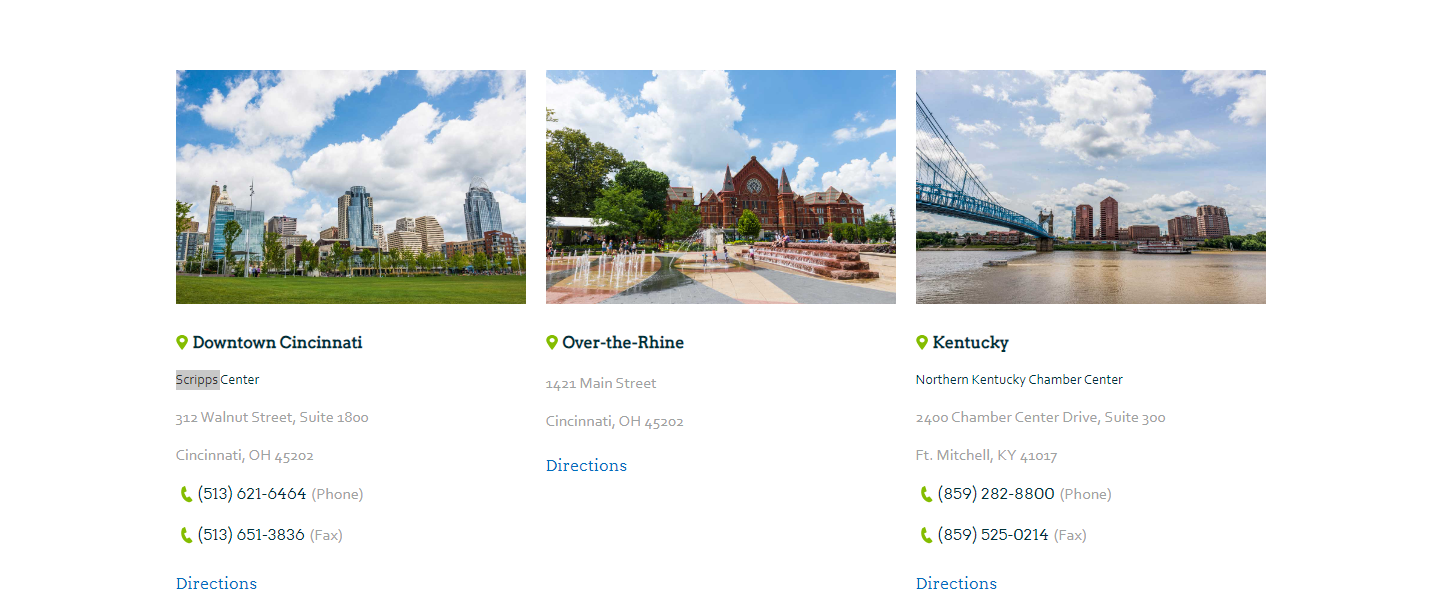 Downtown Cincinnati
Scripps Center
312 Walnut Street, Suite 1800
Cincinnati, OH 45202
(513) 621-6464 (Phone)
(513) 651-3836 (Fax)
Directions
Over-the-Rhine
1421 Main Street
Cincinnati, OH 45202
Directions
Kentucky
Northern Kentucky Chamber Center
2400 Chamber Center Drive, Suite 300
Ft. Mitchell, KY 41017
(859) 282-8800 (Phone)
(859) 525-0214 (Fax)
Directions